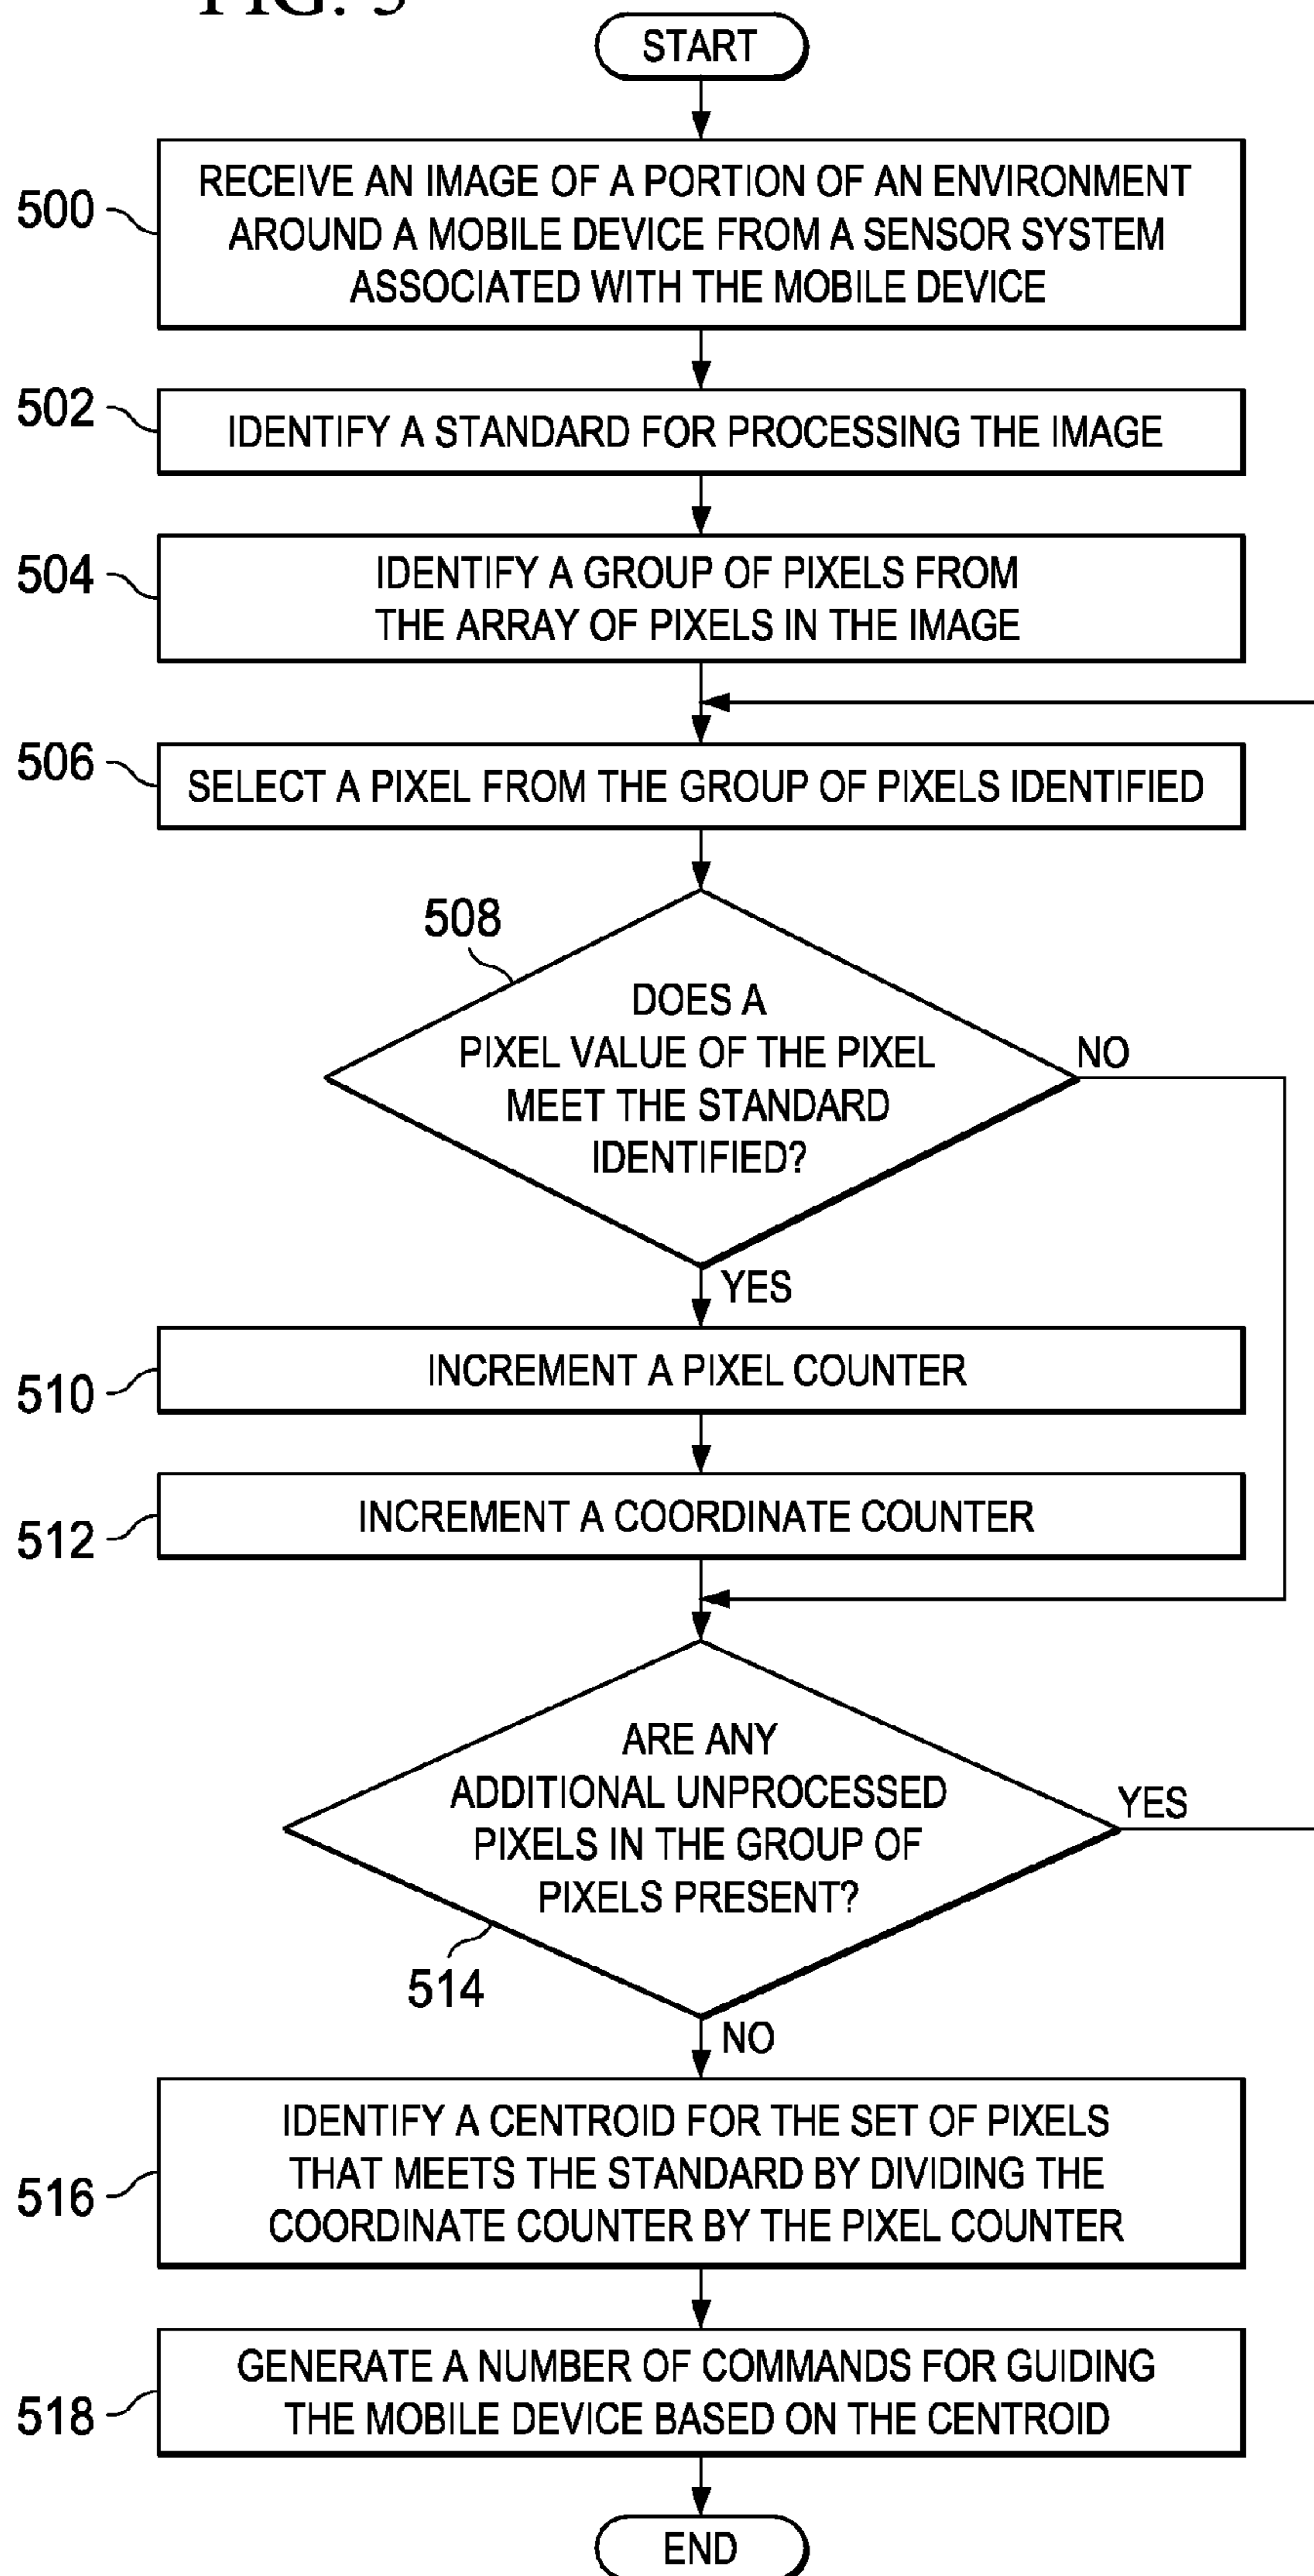 FIG. 5
START
500
RECEIVE AN IMAGE OF A PORTION OF AN ENVIRONMENT
AROUND A MOBILE DEVICE FROM A SENSOR SYSTEM
ASSOCIATED WITH THE MOBILE DEVICE
502
IDENTIFY A STANDARD FOR PROCESSING THE IMAGE
504
IDENTIFY A GROUP OF PIXELS FROM
THE ARRAY OF PIXELS IN THE IMAGE
506
SELECT A PIXEL FROM THE GROUP OF PIXELS IDENTIFIED
508
DOES A
PIXEL VALUE OF THE PIXEL
MEET THE STANDARD
IDENTIFIED?
NO
YES
510
INCREMENT A PIXEL COUNTER
512
INCREMENT A COORDINATE COUNTER
ARE ANY
ADDITIONAL UNPROCESSED
PIXELS IN THE GROUP OF
PIXELS PRESENT?
YES
514
NO
516
IDENTIFY A CENTROID FOR THE SET OF PIXELS
THAT MEETS THE STANDARD BY DIVIDING THE
COORDINATE COUNTER BY THE PIXEL COUNTER
518
GENERATE A NUMBER OF COMMANDS FOR GUIDING
THE MOBILE DEVICE BASED ON THE CENTROID
END